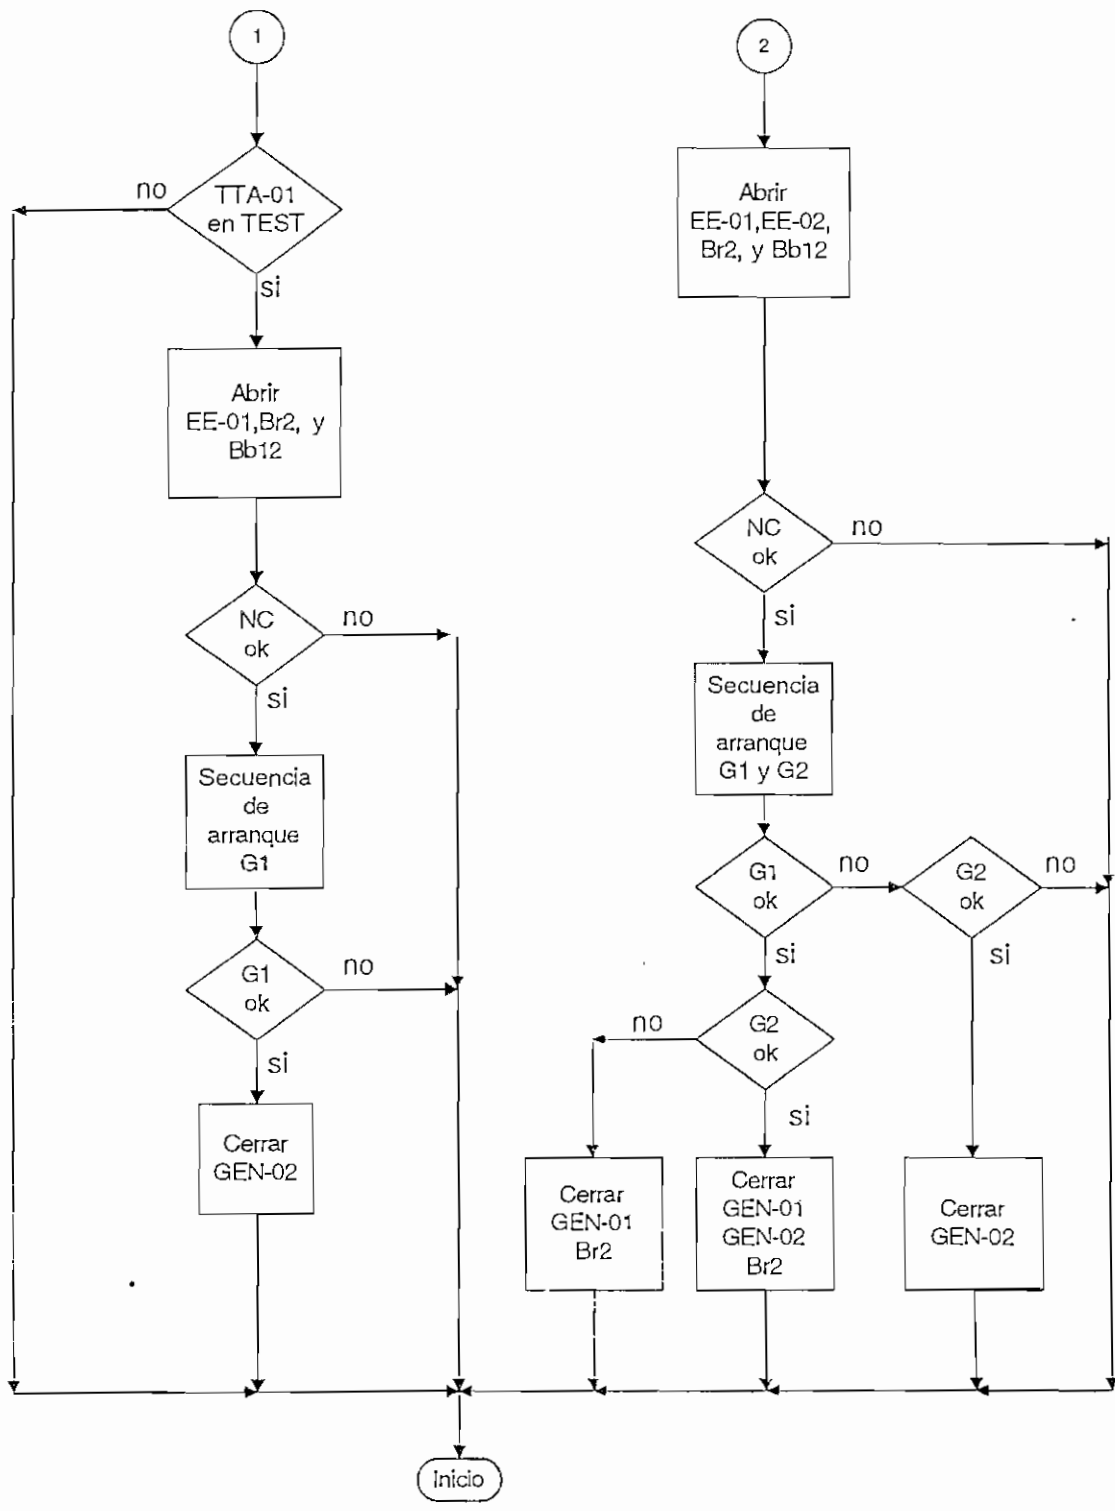 1
no
TTA-01
en TEST
si
Abrir
EE-01,Br2, y
Bb12
NC
ok
no
si
Secuencia
de
arranque
G1
G1
ok
no
si
Cerrar
GEN-02
2
Abrir
EE-01,EE-02,
Br2, y Bb12
NC
ok
no
si
Secuencia
de
arranque
G1 y G2
G1
ok
no
G2
ok
no
si
si
G2
ok
no
si
Cerrar
GEN-01
Br2
Cerrar
GEN-01
GEN-02
Br2
Cerrar
GEN-02
Inicio